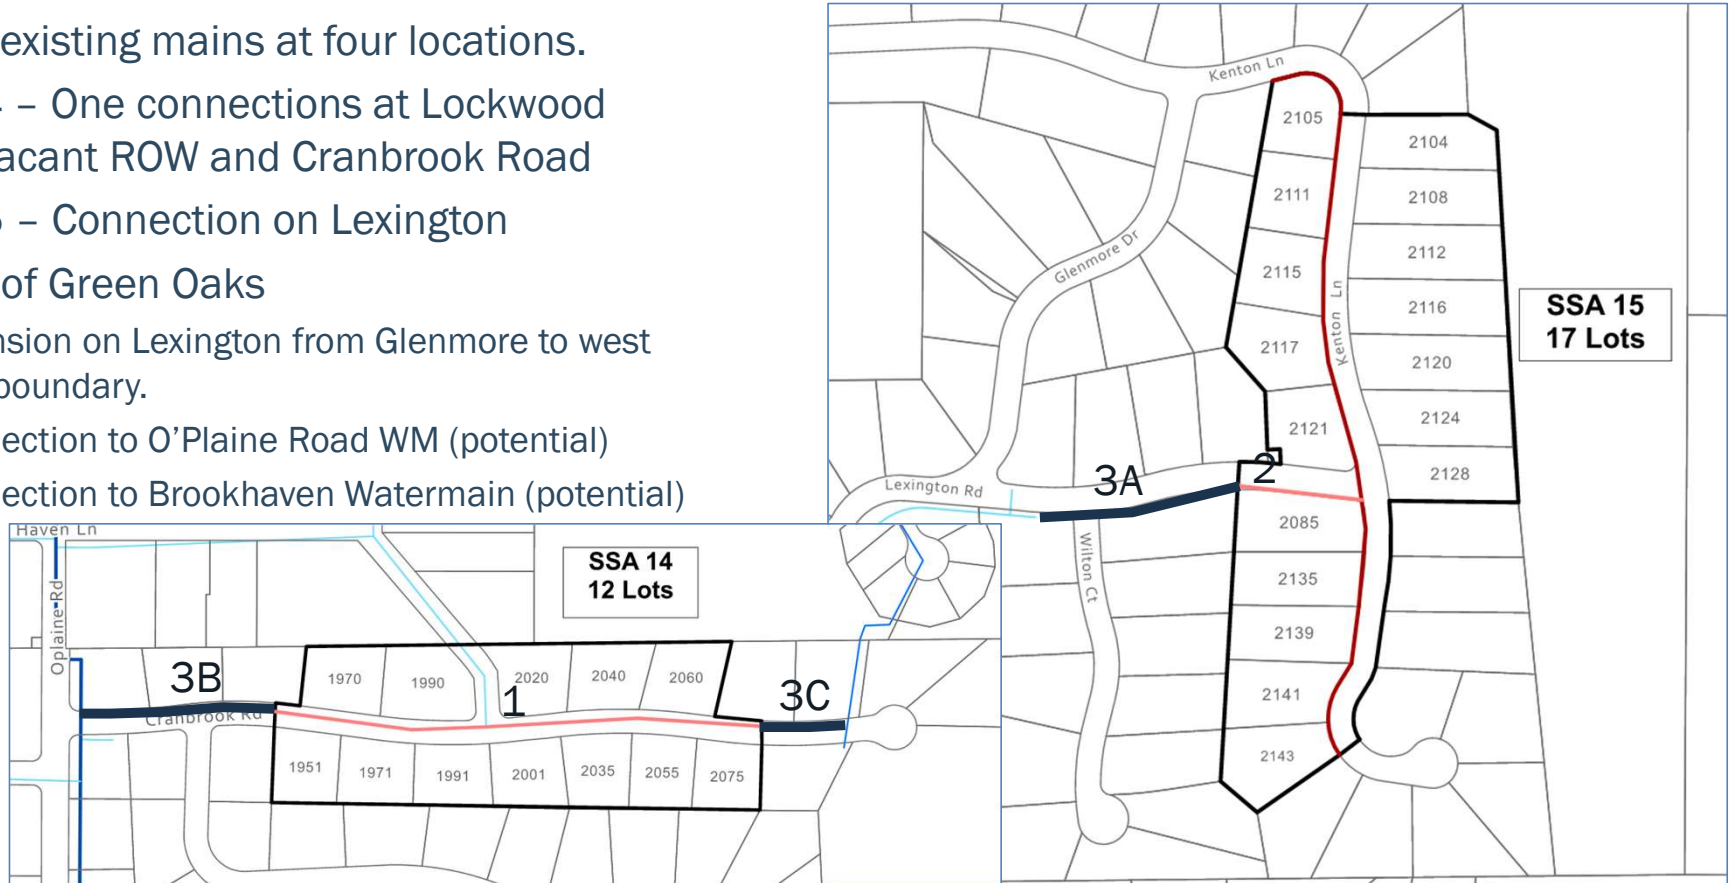 existing mains at four locations.
– One connections at Lockwood
acant ROW and Cranbrook Road
– Connection on Lexington
of Green Oaks
nsion on Lexington from Glenmore to west
boundary.
ection to O’Plaine Road WM (potential)
ection to Brookhaven Watermain (potential)
Kenton Ln
2105
2104
2111
2108
2112
Glenmore Dr
2115
2116
Kenton Ln
SSA 15
17 Lots
2117
2120
2121
2124
2128
2
3A
Lexington Rd
2085
Wilton Ct
2135
2139
2141
2143
Haven Ln
Oplaine Rd
SSA 14
12 Lots
3B
1970
1990
2020
2040
2060
3C
1
Cranbrook Rd
1951
1971
1991
2001
2035
2055
2075